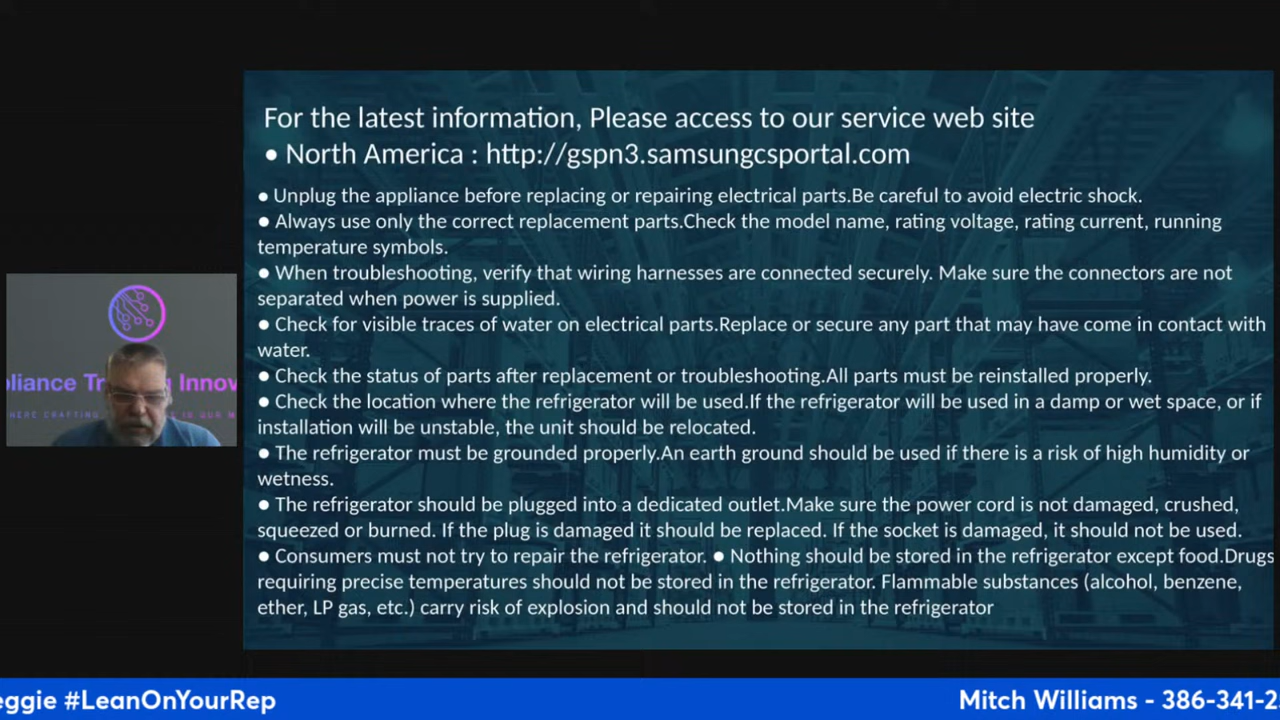 For the latest information, Please access to our service web site
● North America : http://gspn3.samsungcsportal.com
● Unplug the appliance before replacing or repairing electrical parts.Be careful to avoid electric shock.
● Always use only the correct replacement parts.Check the model name, rating voltage, rating current, running
temperature symbols.
● When troubleshooting, verify that wiring harnesses are connected securely. Make sure the connectors are not
separated when power is supplied.
● Check for visible traces of water on electrical parts.Replace or secure any part that may have come in contact with
water.
● Check the status of parts after replacement or troubleshooting.All parts must be reinstalled properly.
● Check the location where the refrigerator will be used.If the refrigerator will be used in a damp or wet space, or if
installation will be unstable, the unit should be relocated.
● The refrigerator must be grounded properly.An earth ground should be used if there is a risk of high humidity or
wetness.
● The refrigerator should be plugged into a dedicated outlet.Make sure the power cord is not damaged, crushed,
squeezed or burned. If the plug is damaged it should be replaced. If the socket is damaged, it should not be used.
● Consumers must not try to repair the refrigerator. ● Nothing should be stored in the refrigerator except food.Drugs
requiring precise temperatures should not be stored in the refrigerator. Flammable substances (alcohol, benzene,
ether, LP gas, etc.) carry risk of explosion and should not be stored in the refrigerator
pliance Tr g Innov
HERE CRAFTING IS OUR M
eggie #LeanOnYourRep
Mitch Williams - 386-341-2